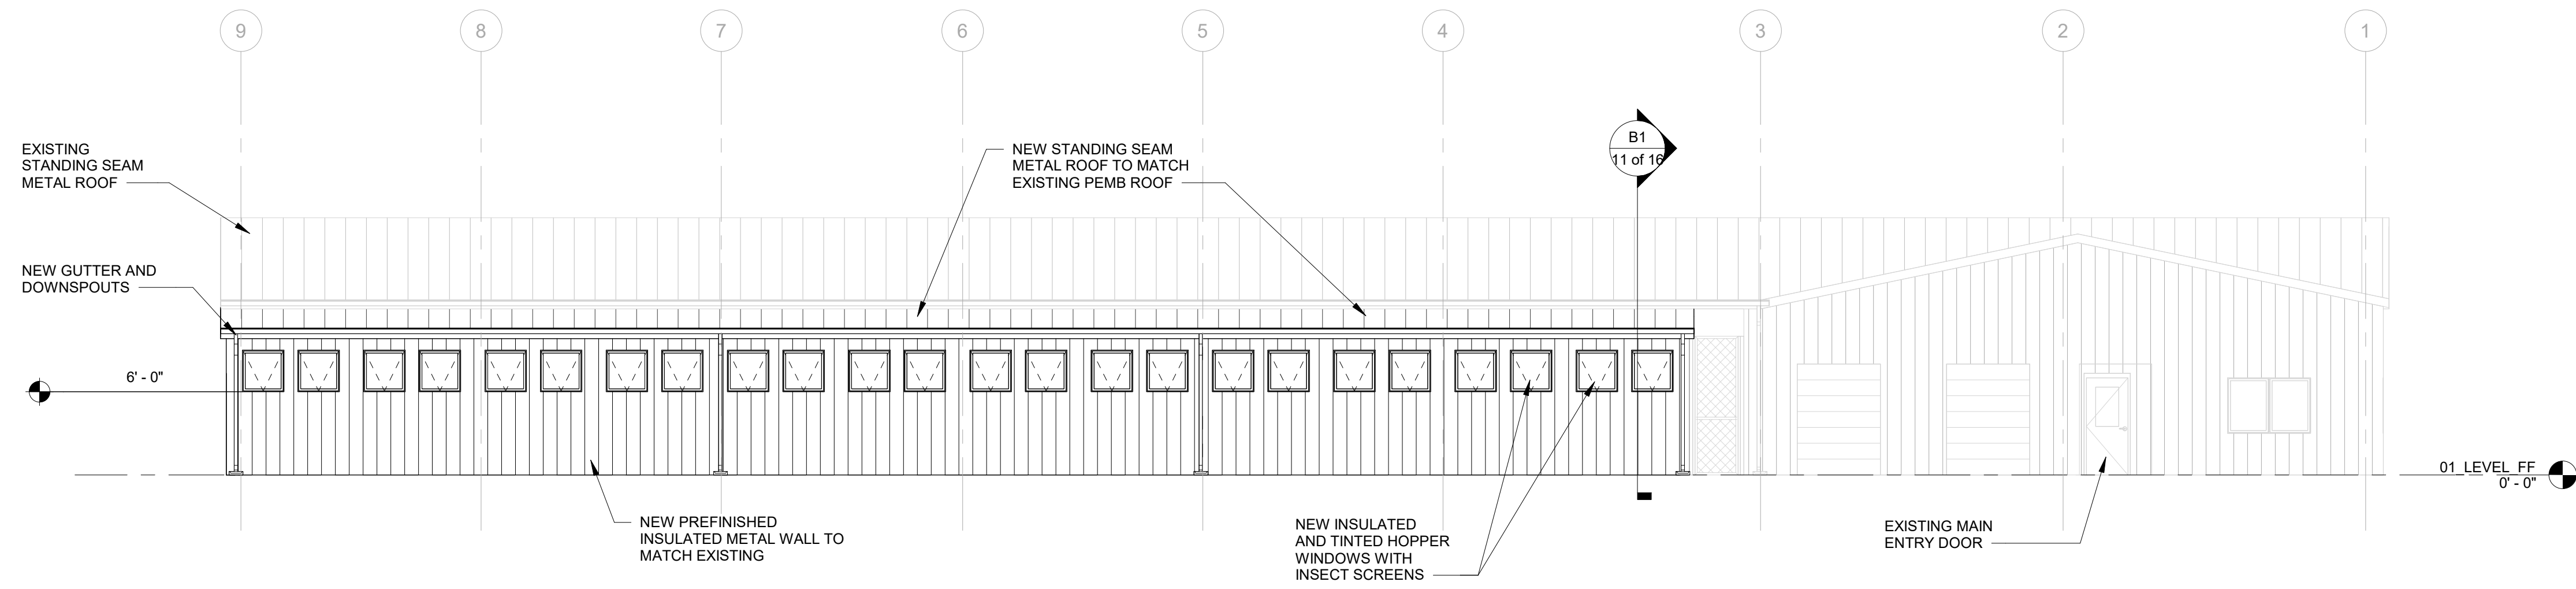 9
8
7
6
5
4
3
2
1
B1
11 of 16
EXISTING
STANDING SEAM
METAL ROOF
NEW STANDING SEAM
METAL ROOF TO MATCH
EXISTING PEMB ROOF
NEW GUTTER AND
DOWNSPOUTS
6' - 0"
01_LEVEL_FF
0' - 0"
NEW PREFINISHED
INSULATED METAL WALL TO
MATCH EXISTING
NEW INSULATED
AND TINTED HOPPER
WINDOWS WITH
INSECT SCREENS
EXISTING MAIN
ENTRY DOOR